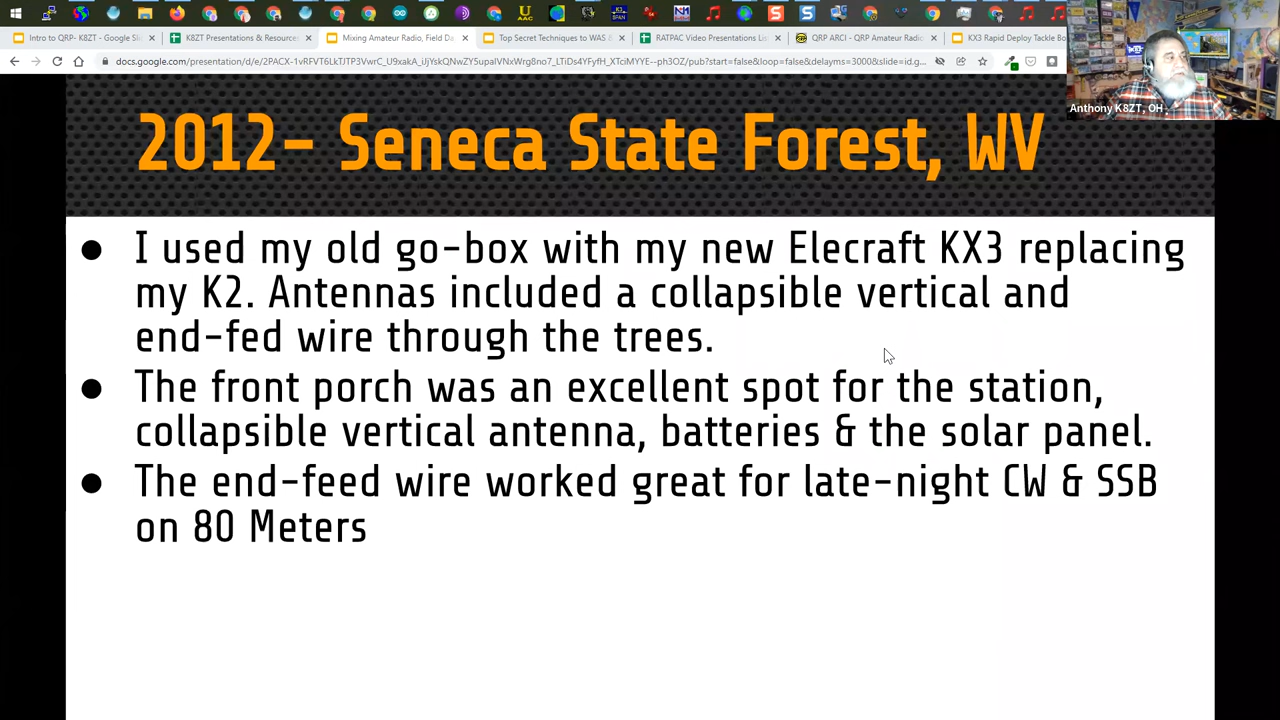 Intro to QRP- K8ZT - Google Sli
K8ZT Presentations & Resource
Mixing Amateur Radio, Field Da
Top Secret Techniques to WAS &
RATPAC Video Presentations Lis
QRP ARCI - QRP Amateur Radio
KX3 Rapid Deploy Tackle Bo
Anthony K8ZT, OH
2012- Seneca State Forest, WV
● I used my old go-box with my new Elecraft KX3 replacing
my K2. Antennas included a collapsible vertical and
end-fed wire through the trees.
● The front porch was an excellent spot for the station,
collapsible vertical antenna, batteries & the solar panel.
● The end-feed wire worked great for late-night CW & SSB
on 80 Meters